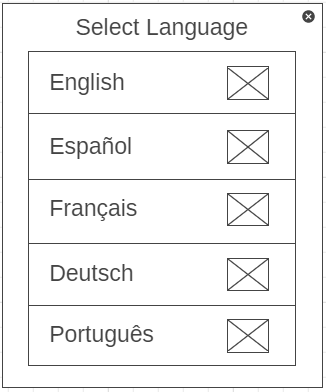 Select Language
English
Español
Français
Deutsch
Português